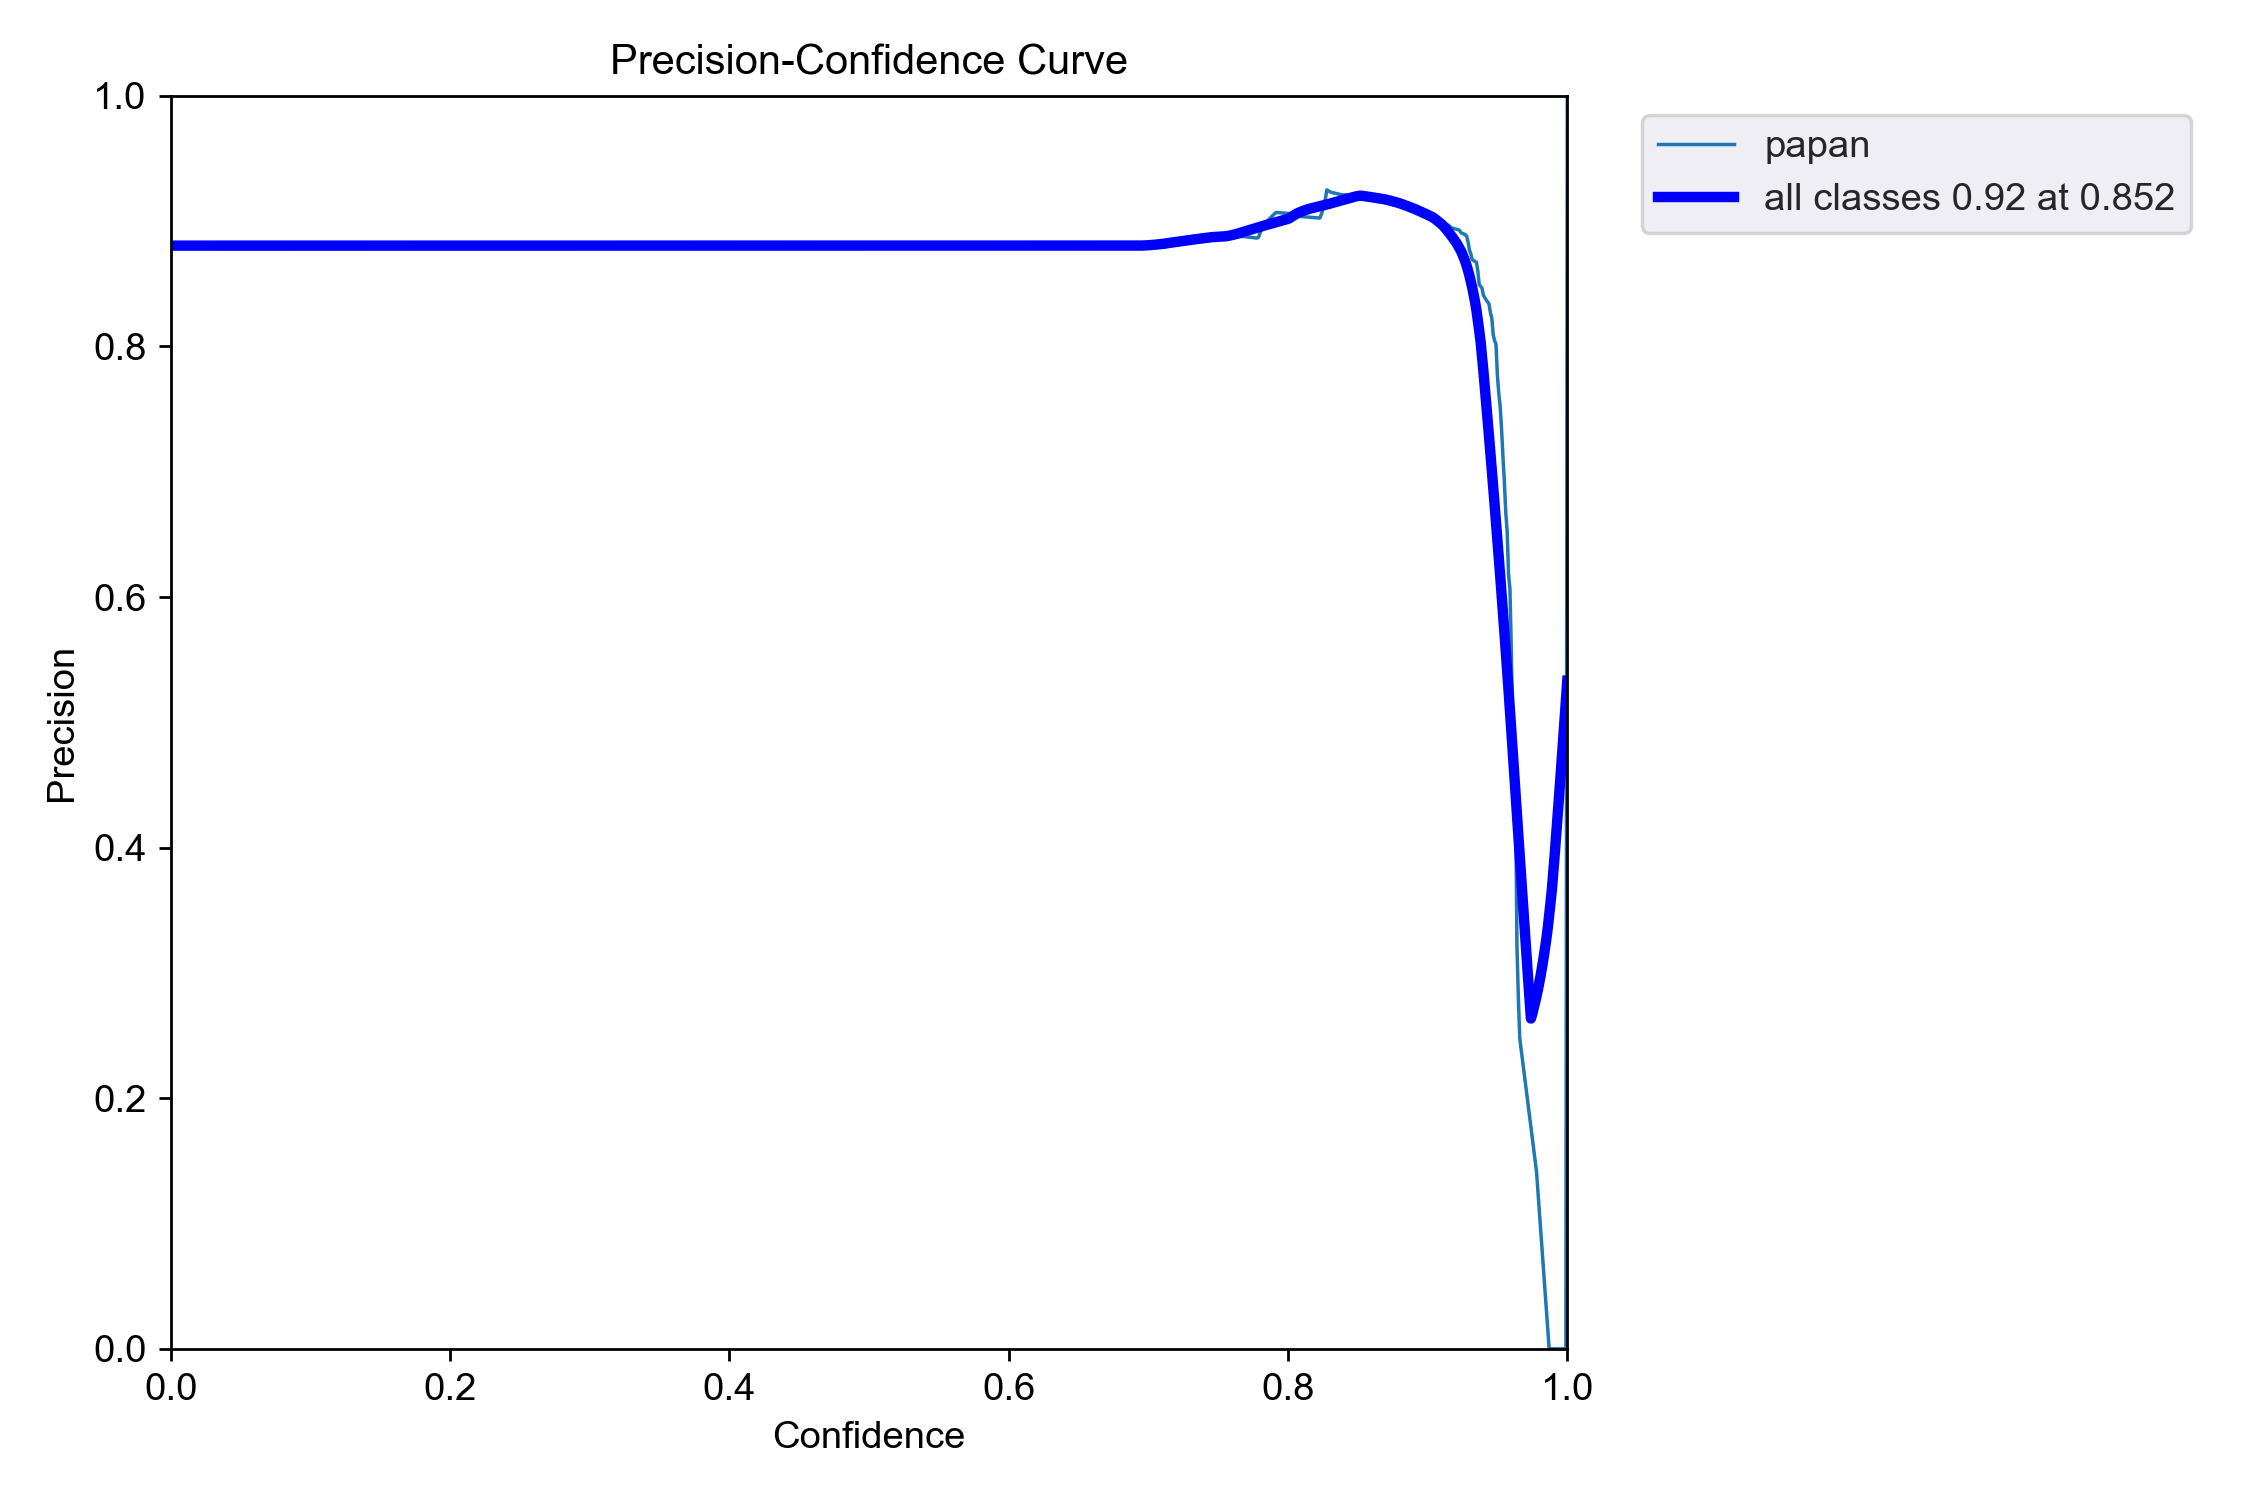 Precision-Confidence Curve
papan
all classes 0.92 at 0.852
Precision
1.0
0.8
0.6
0.4
0.2
0.0
0.0 0.2 0.4 0.6 0.8 1.0
Confidence